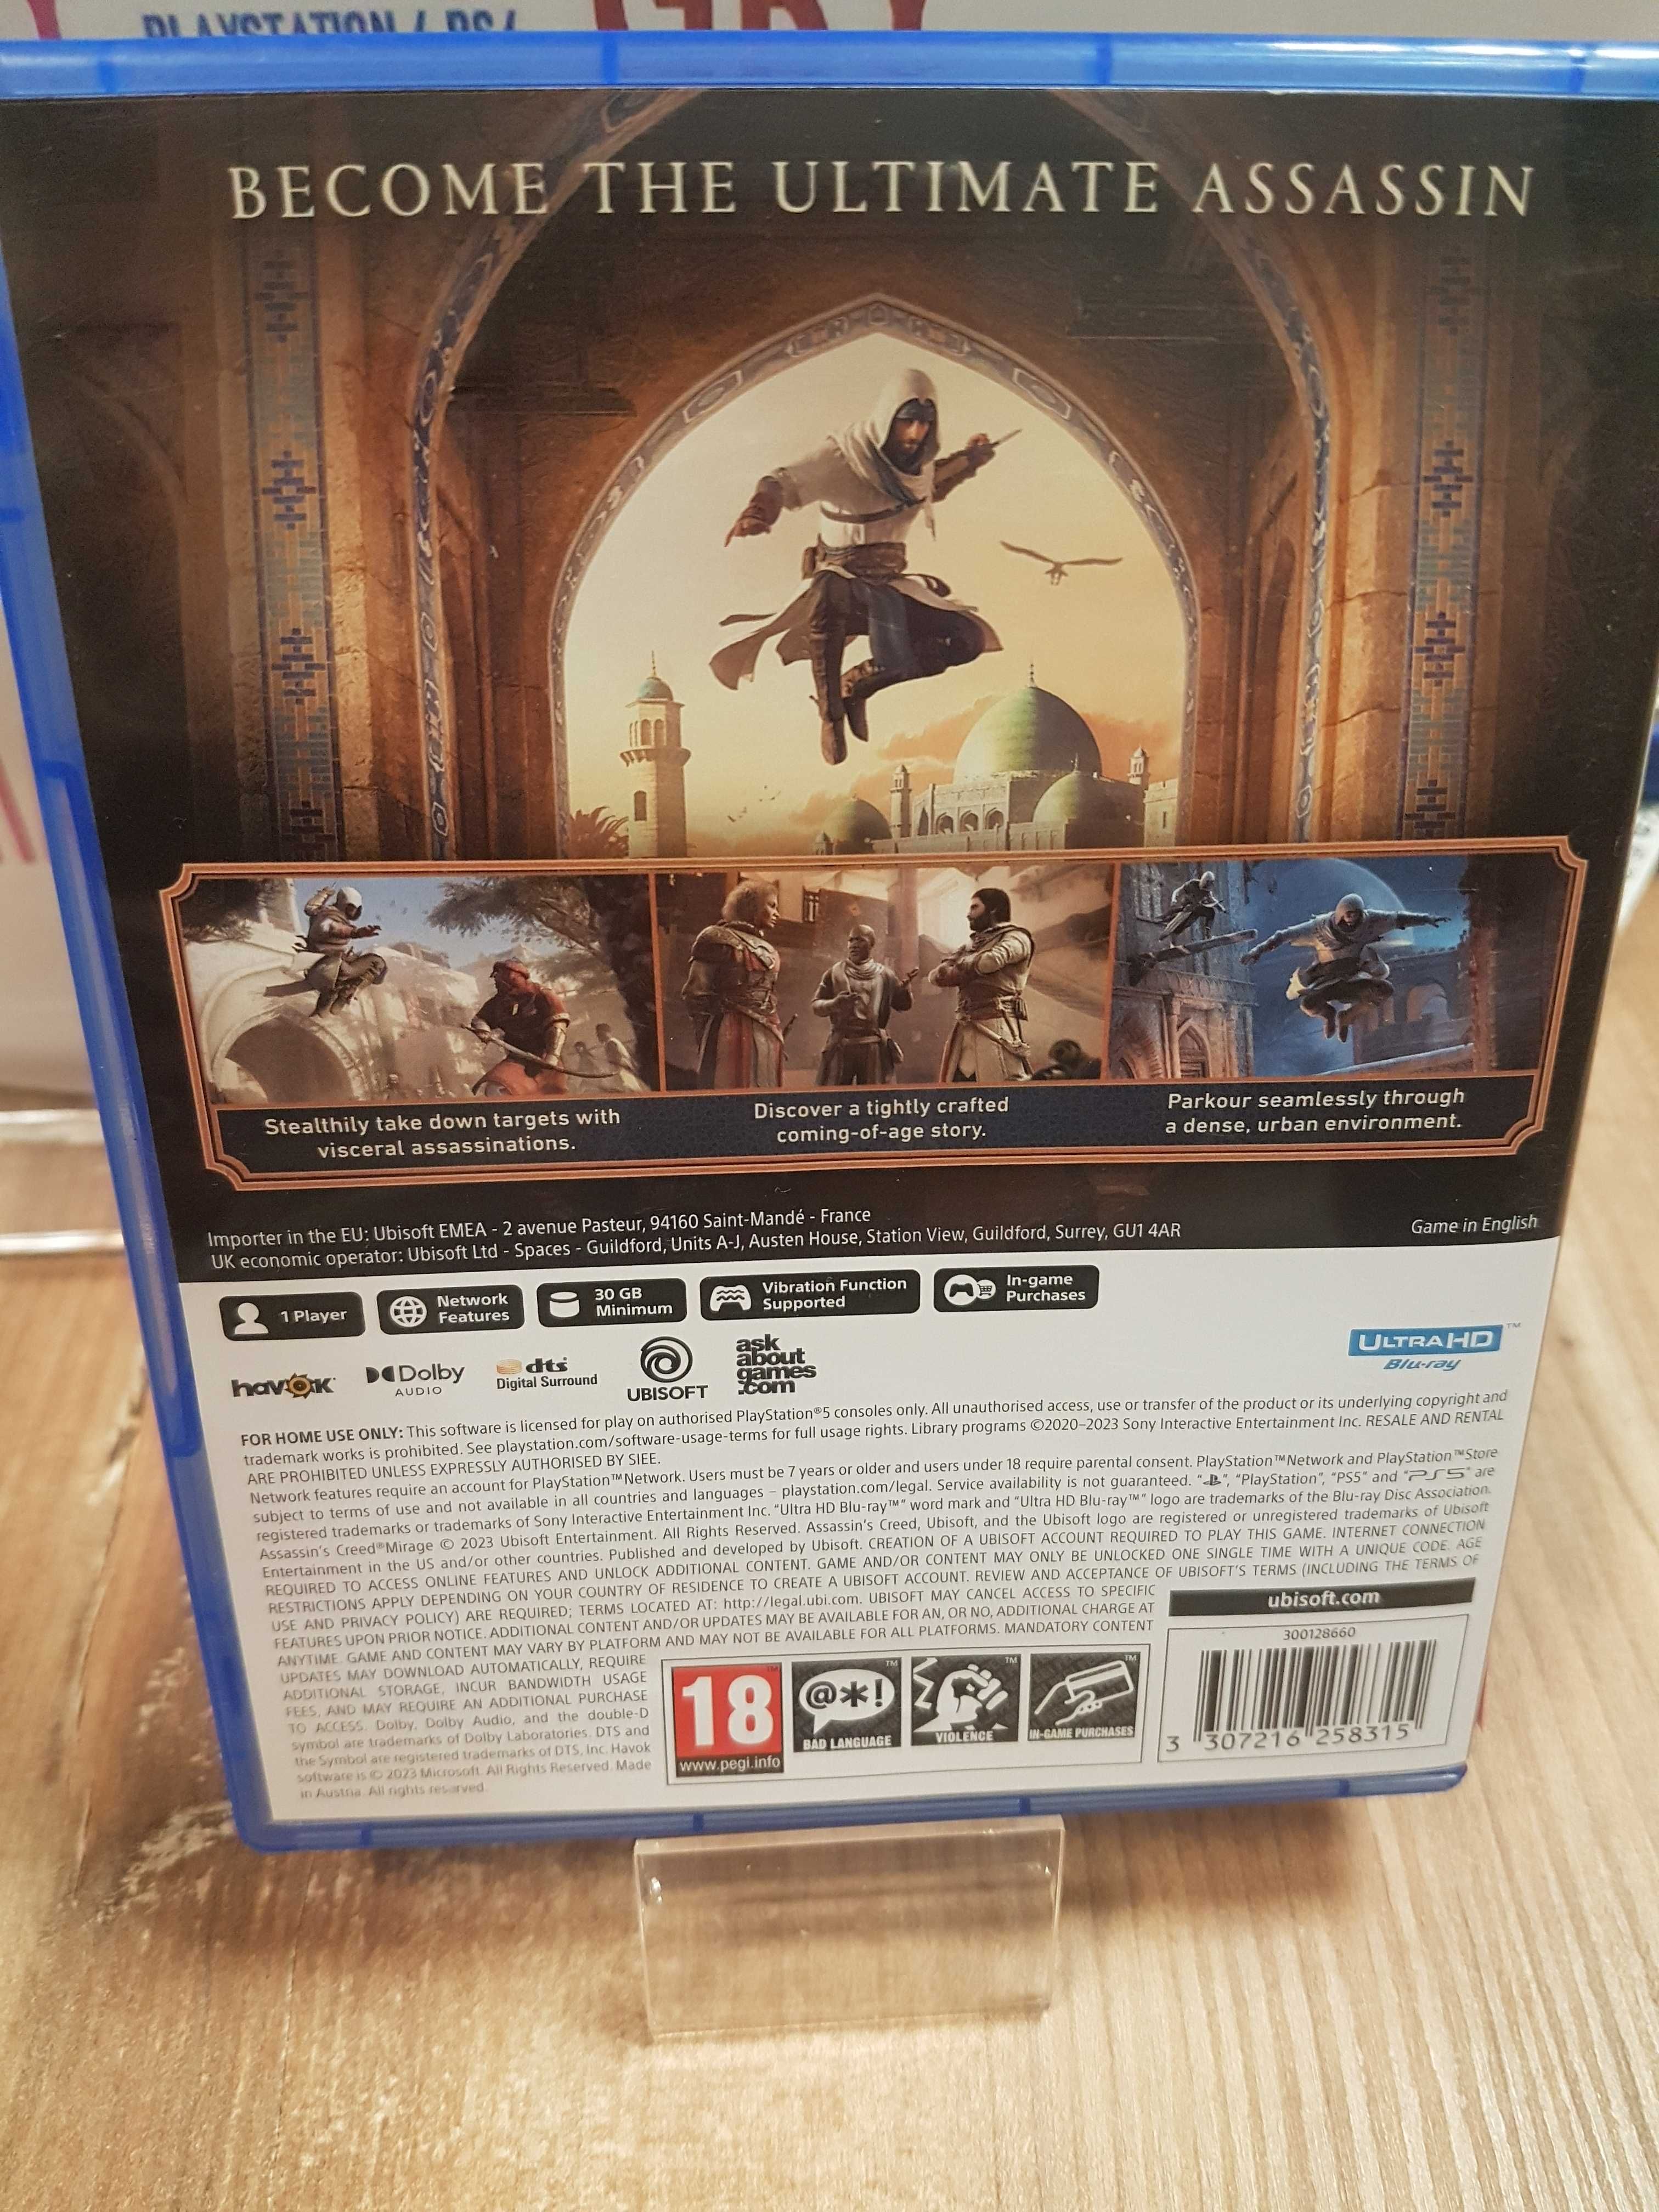 PLAYSTATION 4 PS4
BECOME THE ULTIMATE ASSASSIN
Stealthily take down targets with
visceral assassinations.
Discover a tightly crafted
coming-of-age story.
Parkour seamlessly through
a dense, urban environment.
Importer in the EU: Ubisoft EMEA - 2 avenue Pasteur, 94160 Saint-Mandé - France
UK economic operator: Ubisoft Ltd - Spaces - Guildford, Units A-J, Austen House, Station View, Guildford, Surrey, GU1 4AR
Game in English
1 Player
Network
Features
30 GB
Minimum
Vibration Function
Supported
In-game
Purchases
havok
Dolby
AUDIO
dts
Digital Surround
UBISOFT
ask
about
games
.com
ULTRA HD™
Blu-ray
FOR HOME USE ONLY: This software is licensed for play on authorised PlayStation®5 consoles only. All unauthorised access, use or transfer of the product or its underlying copyright and
trademark works is prohibited. See playstation.com/software-usage-terms for full usage rights. Library programs ©2020–2023 Sony Interactive Entertainment Inc. RESALE AND RENTAL
ARE PROHIBITED UNLESS EXPRESSLY AUTHORISED BY SIEE.
Network features require an account for PlayStation™Network. Users must be 7 years or older and users under 18 require parental consent. PlayStation™Network and PlayStation™Store
subject to terms of use and not available in all countries and languages – playstation.com/legal. Service availability is not guaranteed. "", "PlayStation", "PS5" and "PS5" are
registered trademarks or trademarks of Sony Interactive Entertainment Inc. "Ultra HD Blu-ray™" word mark and "Ultra HD Blu-ray™" logo are trademarks of the Blu-ray Disc Association.
Assassin's Creed®Mirage © 2023 Ubisoft Entertainment. All Rights Reserved. Assassin's Creed, Ubisoft, and the Ubisoft logo are registered or unregistered trademarks of Ubisoft
Entertainment in the US and/or other countries. Published and developed by Ubisoft. CREATION OF A UBISOFT ACCOUNT REQUIRED TO PLAY THIS GAME. INTERNET CONNECTION
REQUIRED TO ACCESS ONLINE FEATURES AND UNLOCK ADDITIONAL CONTENT. GAME AND/OR CONTENT MAY ONLY BE UNLOCKED ONE SINGLE TIME WITH A UNIQUE CODE. AGE
RESTRICTIONS APPLY DEPENDING ON YOUR COUNTRY OF RESIDENCE TO CREATE A UBISOFT ACCOUNT. REVIEW AND ACCEPTANCE OF UBISOFT'S TERMS (INCLUDING THE TERMS OF
USE AND PRIVACY POLICY) ARE REQUIRED; TERMS LOCATED AT: http://legal.ubi.com. UBISOFT MAY CANCEL ACCESS TO SPECIFIC
FEATURES UPON PRIOR NOTICE. ADDITIONAL CONTENT AND/OR UPDATES MAY BE AVAILABLE FOR AN, OR NO, ADDITIONAL CHARGE AT
ANYTIME. GAME AND CONTENT MAY VARY BY PLATFORM AND MAY NOT BE AVAILABLE FOR ALL PLATFORMS. MANDATORY CONTENT
UPDATES MAY DOWNLOAD AUTOMATICALLY, REQUIRE
ADDITIONAL STORAGE, INCUR BANDWIDTH USAGE
FEES, AND MAY REQUIRE AN ADDITIONAL PURCHASE
TO ACCESS. Dolby, Dolby Audio, and the double-D
symbol are trademarks of Dolby Laboratories. DTS and
the Symbol are registered trademarks of DTS, Inc. Havok
software is © 2023 Microsoft. All Rights Reserved. Made
in Austria. All rights reserved.
18
www.pegi.info
@*!
BAD LANGUAGE
VIOLENCE
IN-GAME PURCHASES
ubisoft.com
300128660
3 307216 258315